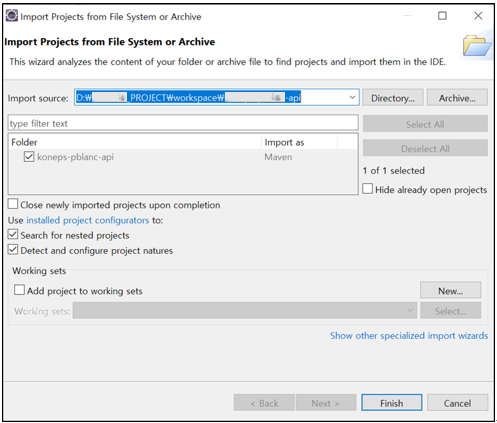 Import Projects from File System or Archive
Import Projects from File System or Archive
This wizard analyzes the content of your folder or archive file to find projects and import them in the IDE.
Import source: D:₩ PROJECT₩workspace₩ -api Directory... Archive...
type filter text Select All
Folder Import as Deselect All
koneps-pblanc-api Maven
1 of 1 selected
Hide already open projects
Close newly imported projects upon completion
Use installed project configurators to:
Search for nested projects
Detect and configure project natures
Working sets
Add project to working sets New...
Working sets: Select...
Show other specialized import wizards
< Back Next > Finish Cancel